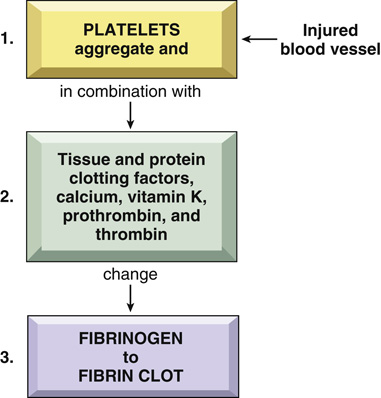 1.
PLATELETS
aggregate and
Injured
blood vessel
in combination with
2.
Tissue and protein
clotting factors,
calcium, vitamin K,
prothrombin, and
thrombin
change
3.
FIBRINOGEN
to
FIBRIN CLOT